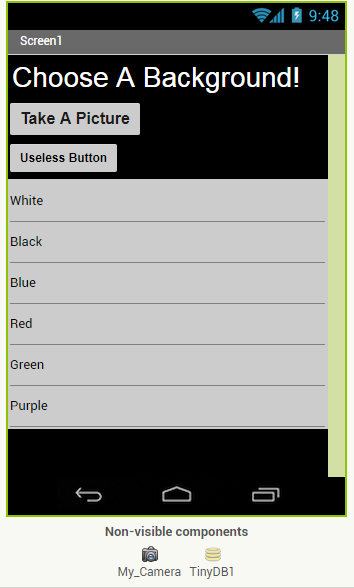 9:48
Screen1
Choose A Background!
Take A Picture
Useless Button
White
Black
Blue
Red
Green
Purple
Non-visible components
My_Camera TinyDB1